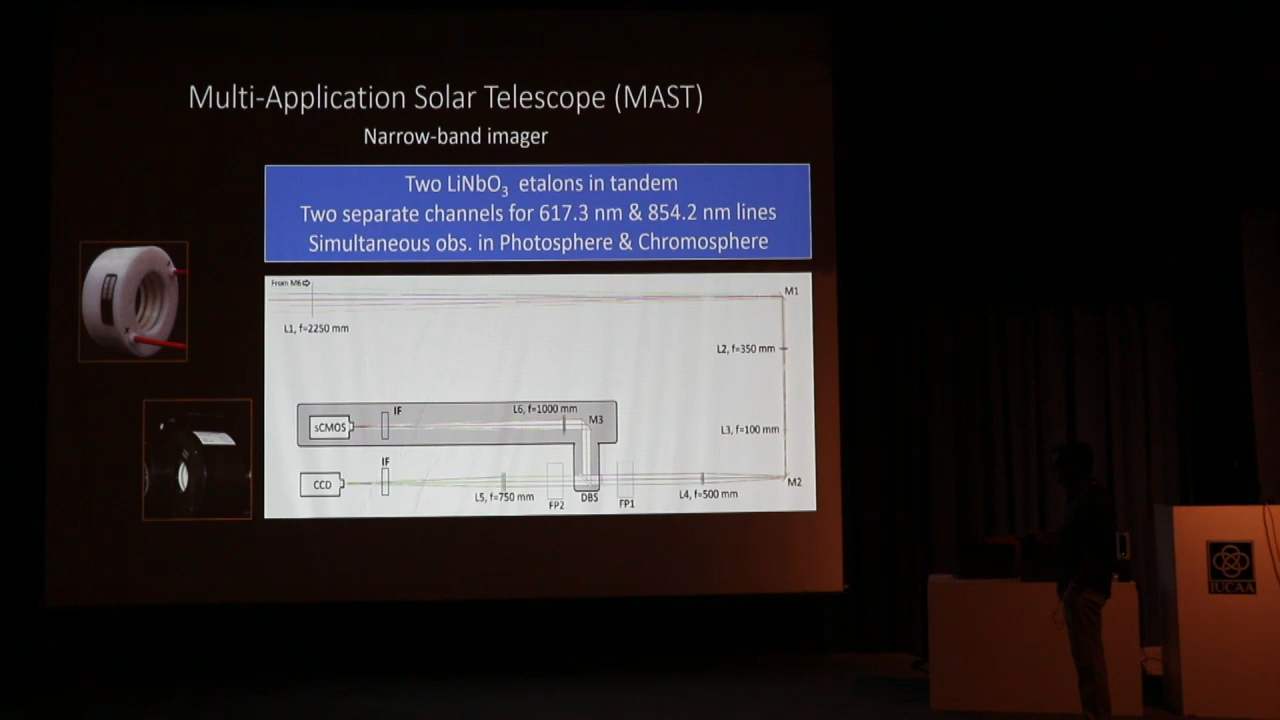 Multi-Application Solar Telescope (MAST)
Narrow-band imager
Two LiNbO₃ etalons in tandem
Two separate channels for 617.3 nm & 854.2 nm lines
Simultaneous obs. in Photosphere & Chromosphere
From M6⇨
M1
L1, f=2250 mm
L2, f=350 mm
IF
L6, f=1000 mm
M3
sCMOS
L3, f=100 mm
IF
CCD
L5, f=750 mm
FP2
DBS
FP1
L4, f=500 mm
M2
IUCAA